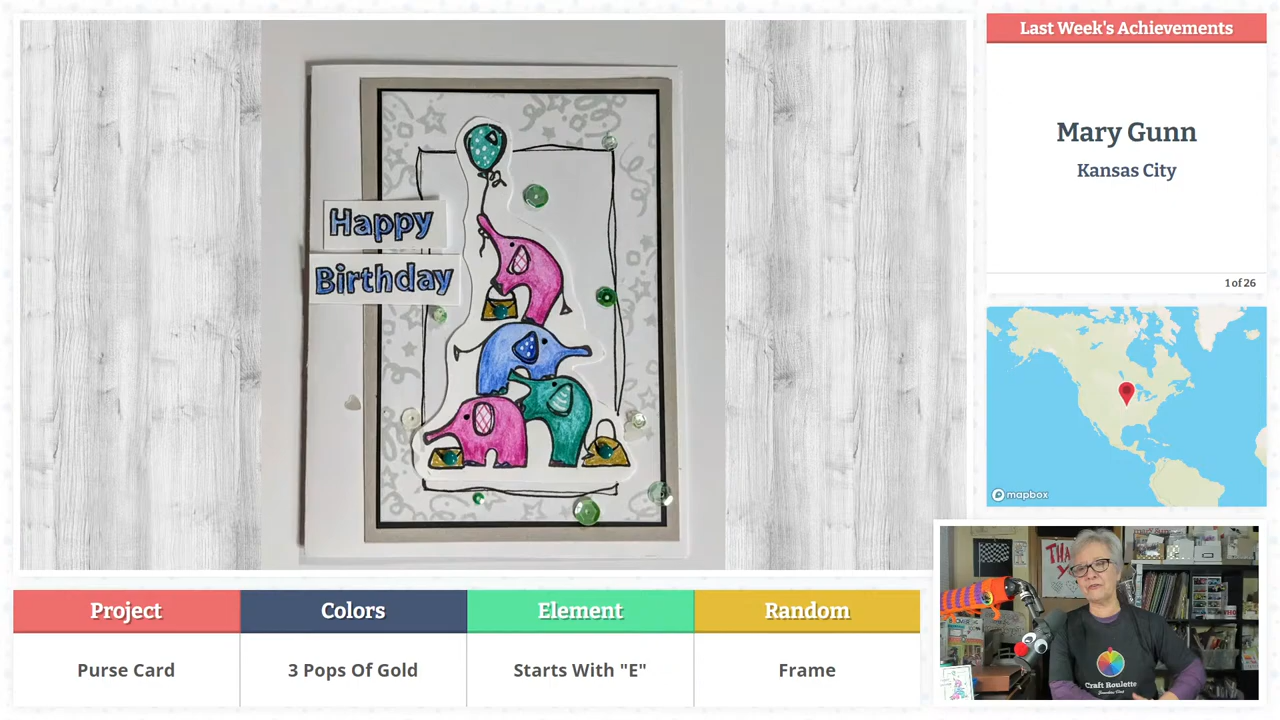 Last Week's Achievements
Mary Gunn
Kansas City
1 of 26
Happy
Birthday
mapbox
Project
Colors
Element
Random
Purse Card
3 Pops Of Gold
Starts With "E"
Frame
THA
Craft Roulette